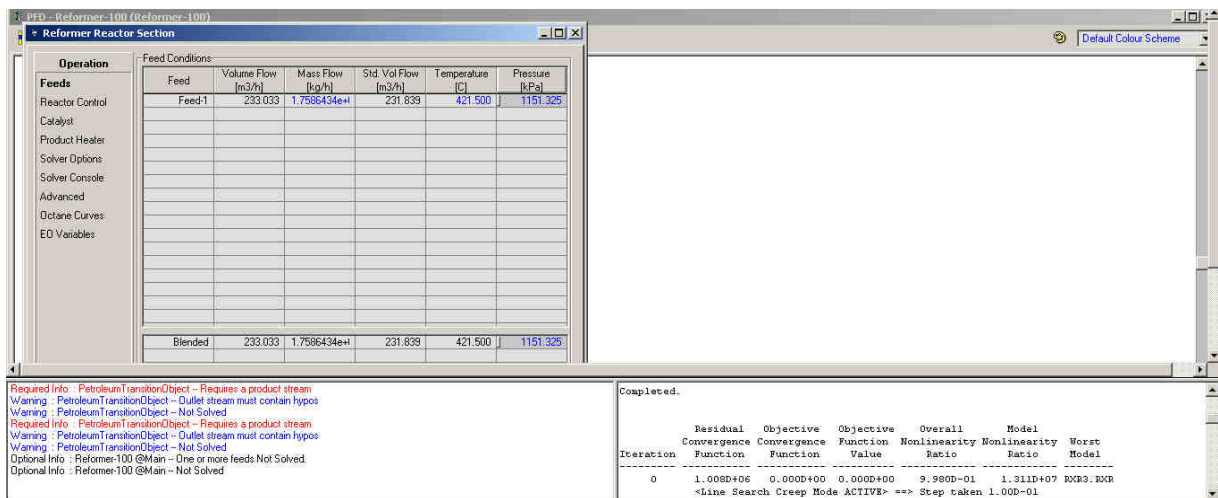 PFD - Reformer-100 (Reformer-100)
Reformer Reactor Section
Default Colour Scheme
Operation
Feeds
Reactor Control
Catalyst
Product Heater
Solver Options
Solver Console
Advanced
Octane Curves
EO Variables
Feed Conditions
Feed Volume Flow [m3/h] Mass Flow [kg/h] Std. Vol Flow [m3/h] Temperature [C] Pressure [kPa]
Feed-1 233.033 1.7586434e+ 231.839 421.500 1151.325
Blended 233.033 1.7586434e+ 231.839 421.500 1151.325
Required Info : PetroleumTransitionObject -- Requires a product stream
Warning : PetroleumTransitionObject -- Outlet stream must contain hypos
Warning : PetroleumTransitionObject -- Not Solved
Required Info : PetroleumTransitionObject -- Requires a product stream
Warning : PetroleumTransitionObject -- Outlet stream must contain hypos
Warning : PetroleumTransitionObject -- Not Solved
Optional Info : Reformer-100 @Main -- One or more feeds Not Solved.
Optional Info : Reformer-100 @Main -- Not Solved
Completed.
Residual Objective Objective Overall Model
Convergence Convergence Function Nonlinearity Nonlinearity Worst
Iteration Function Function Value Ratio Ratio Model
0 1.008D+06 0.000D+00 0.000D+00 9.980D-01 1.311D+07 RXR3.RXR
<Line Search Creep Mode ACTIVE> ==> Step taken 1.00D-01